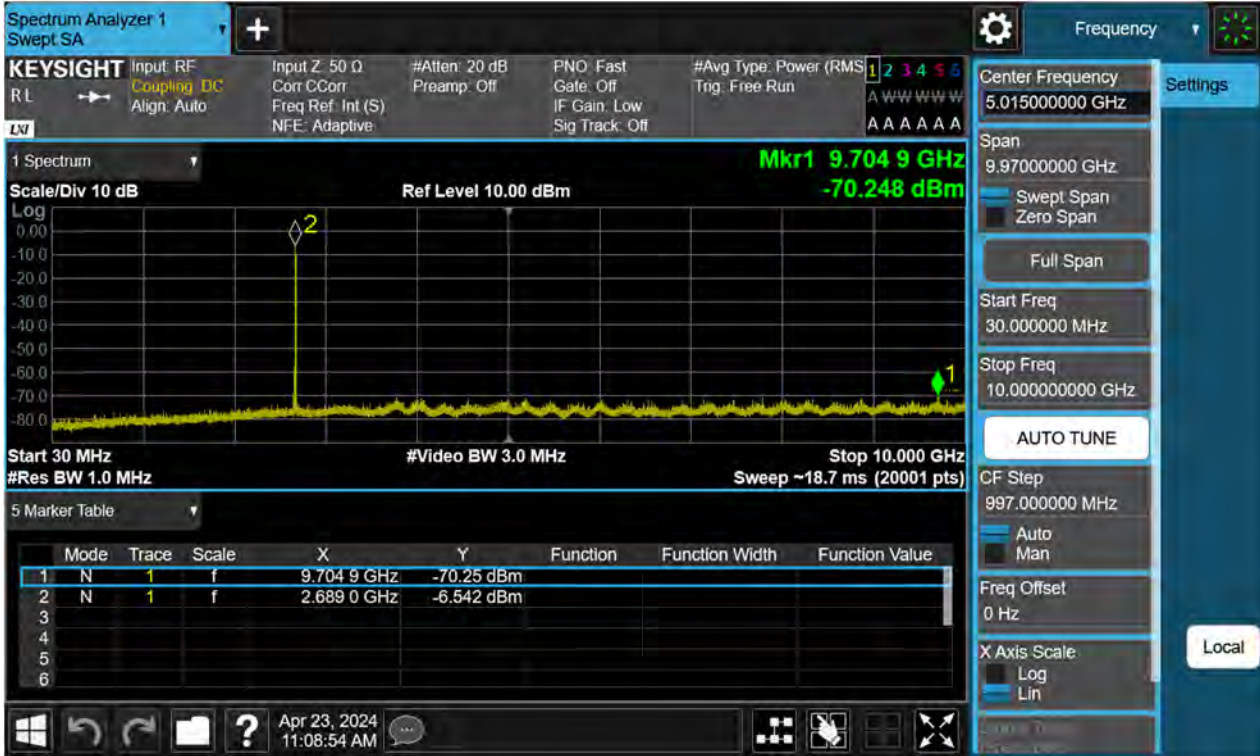 Spectrum Analyzer 1
Swept SA
+
Frequency
KEYSIGHT
R L
LXI
Input: RF
Coupling: DC
Align: Auto
Input Z: 50 Ω
Corr CCorr
Freq Ref: Int (S)
NFE: Adaptive
#Atten: 20 dB
Preamp: Off
PNO: Fast
Gate: Off
IF Gain: Low
Sig Track: Off
#Avg Type: Power (RMS
Trig: Free Run
1 2 3 4 5 6
A W W W W W
A A A A A A
Center Frequency
5.015000000 GHz
Settings
1 Spectrum
Mkr1 9.704 9 GHz
Scale/Div 10 dB
Ref Level 10.00 dBm
-70.248 dBm
Log
0.00
-10.0
-20.0
-30.0
-40.0
-50.0
-60.0
-70.0
-80.0
2
1
Start 30 MHz
#Video BW 3.0 MHz
Stop 10.000 GHz
#Res BW 1.0 MHz
Sweep ~18.7 ms (20001 pts)
Span
9.97000000 GHz
Swept Span
Zero Span
Full Span
Start Freq
30.000000 MHz
Stop Freq
10.000000000 GHz
AUTO TUNE
CF Step
997.000000 MHz
Auto
Man
Freq Offset
0 Hz
X Axis Scale
Log
Lin
Local
5 Marker Table
Mode Trace Scale X Y Function Function Width Function Value
1 N 1 f 9.704 9 GHz -70.25 dBm
2 N 1 f 2.689 0 GHz -6.542 dBm
3
4
5
6
?
Apr 23, 2024
11:08:54 AM